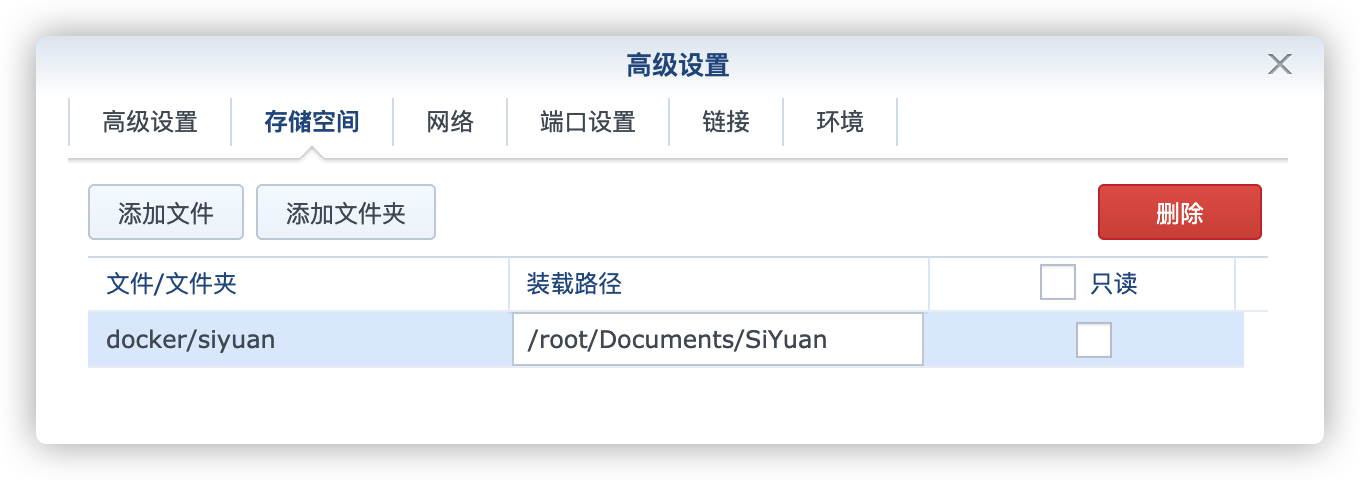 高级设置
高级设置 存储空间 网络 端口设置 链接 环境
添加文件 添加文件夹 删除
文件/文件夹 装载路径 只读
docker/siyuan /root/Documents/SiYuan